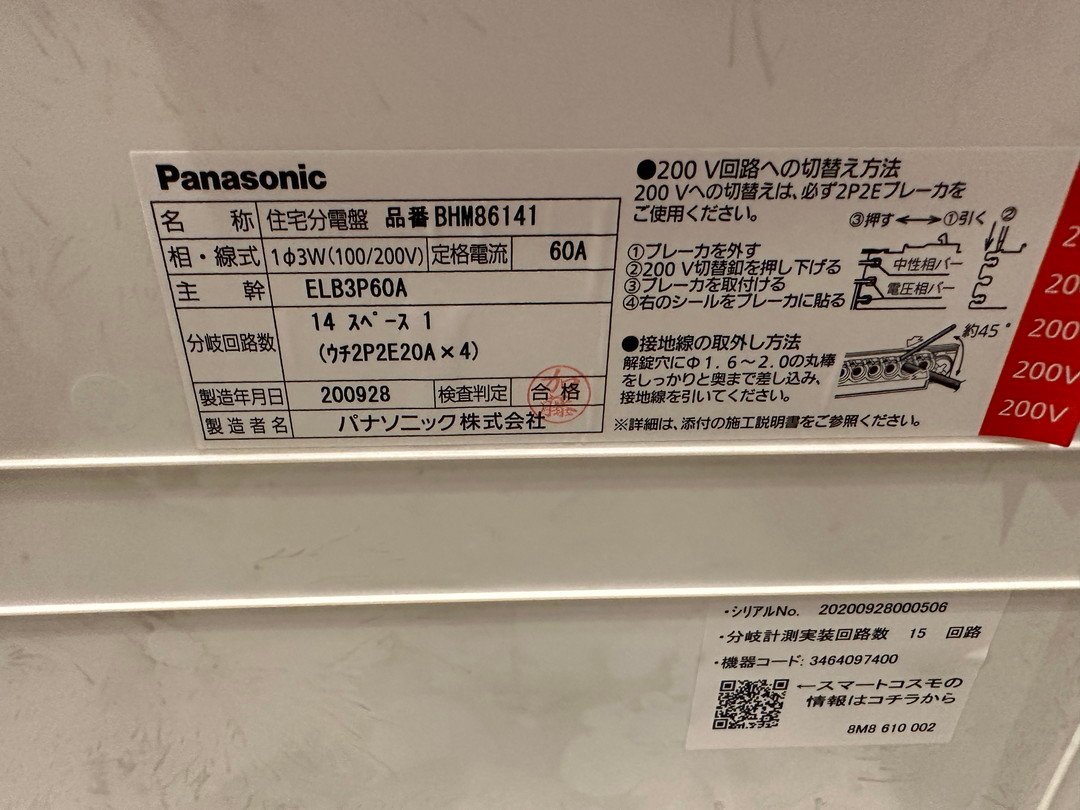 Panasonic
名 称 住宅分電盤 品番 BHM86141
相・線式 1φ3W(100/200V) 定格電流 60A
主 幹 ELB3P60A
分岐回路数 14 スペース 1
(ウチ2P2E20A×4)
製造年月日 200928 検査判定 合格
製造者名 パナソニック株式会社
●200 V回路への切替え方法
200 Vへの切替えは、必ず2P2Eブレーカを
ご使用ください。
③押す ①引く ②
①ブレーカを外す
②200 V切替釦を押し下げる
③ブレーカを取付ける
④右のシールをブレーカに貼る
中性相バー
電圧相バー
●接地線の取外し方法
解錠穴にΦ1.6～2.0の丸棒
をしっかりと奥まで差し込み、
接地線を引いてください。
約45°
※詳細は、添付の施工説明書をご参照ください。
2
20
200
200V
200V
・シリアルNo. 20200928000506
・分岐計測実装回路数 15 回路
・機器コード: 3464097400
←スマートコスモの
情報はコチラから
8M8 610 002